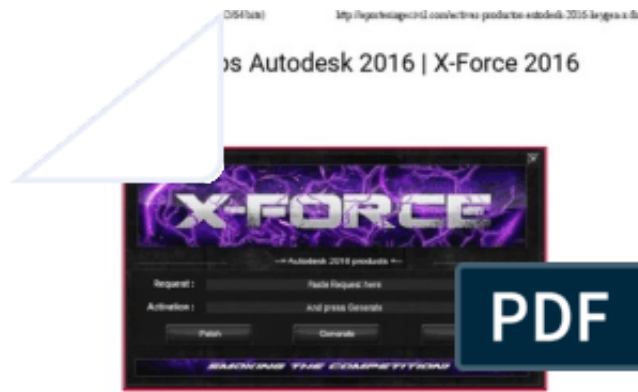 os Autodesk 2016 | X-Force 2016
X-FORCE
Autodesk 2016 products
Request : Paste Request here
Activation : And press Generate
Patch Generate
PDF
SMOKING THE COMPETITION!